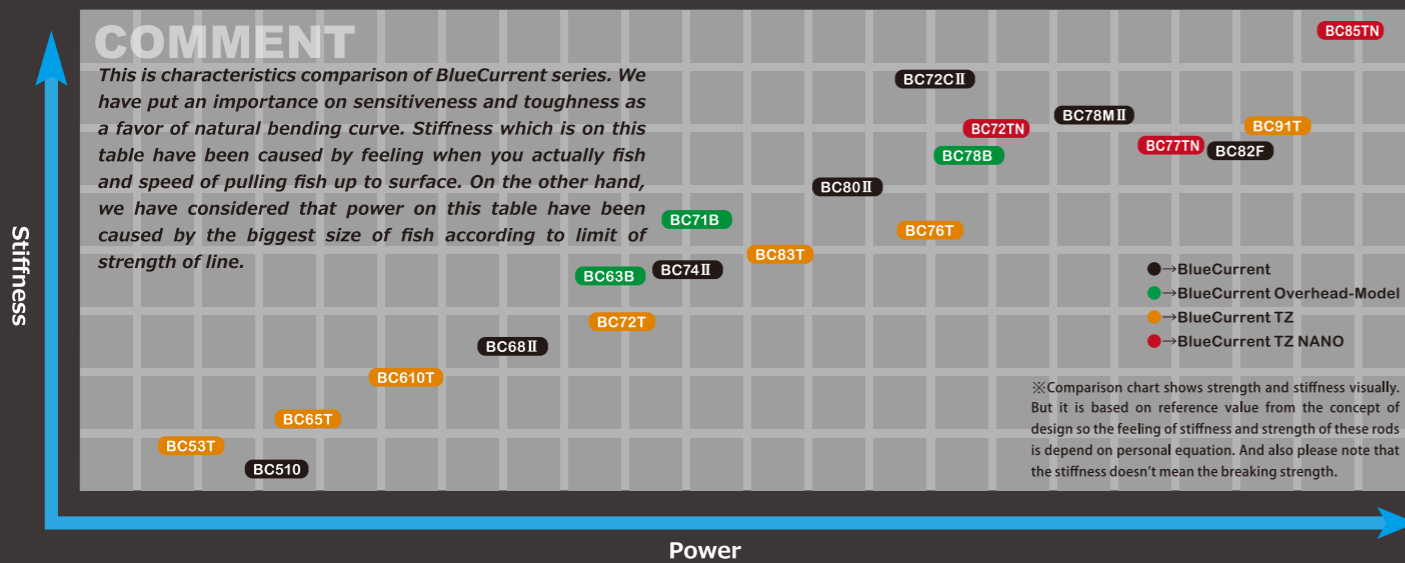 COMMENT
This is characteristics comparison of BlueCurrent series. We
have put an importance on sensitiveness and toughness as
a favor of natural bending curve. Stiffness which is on this
table have been caused by feeling when you actually fish
and speed of pulling fish up to surface. On the other hand,
we have considered that power on this table have been
caused by the biggest size of fish according to limit of
strength of line.
BC85TN
BC72CⅡ
BC78MⅡ
BC72TN
BC91T
BC77TN
BC78B
BC82F
BC80Ⅱ
BC71B
BC76T
BC83T
BC63B
BC74Ⅱ
BC72T
BC68Ⅱ
BC610T
BC65T
BC53T
BC510
●→BlueCurrent
●→BlueCurrent Overhead-Model
●→BlueCurrent TZ
●→BlueCurrent TZ NANO
※Comparison chart shows strength and stiffness visually.
But it is based on reference value from the concept of
design so the feeling of stiffness and strength of these rods
is depend on personal equation. And also please note that
the stiffness doesn't mean the breaking strength.
Stiffness
Power